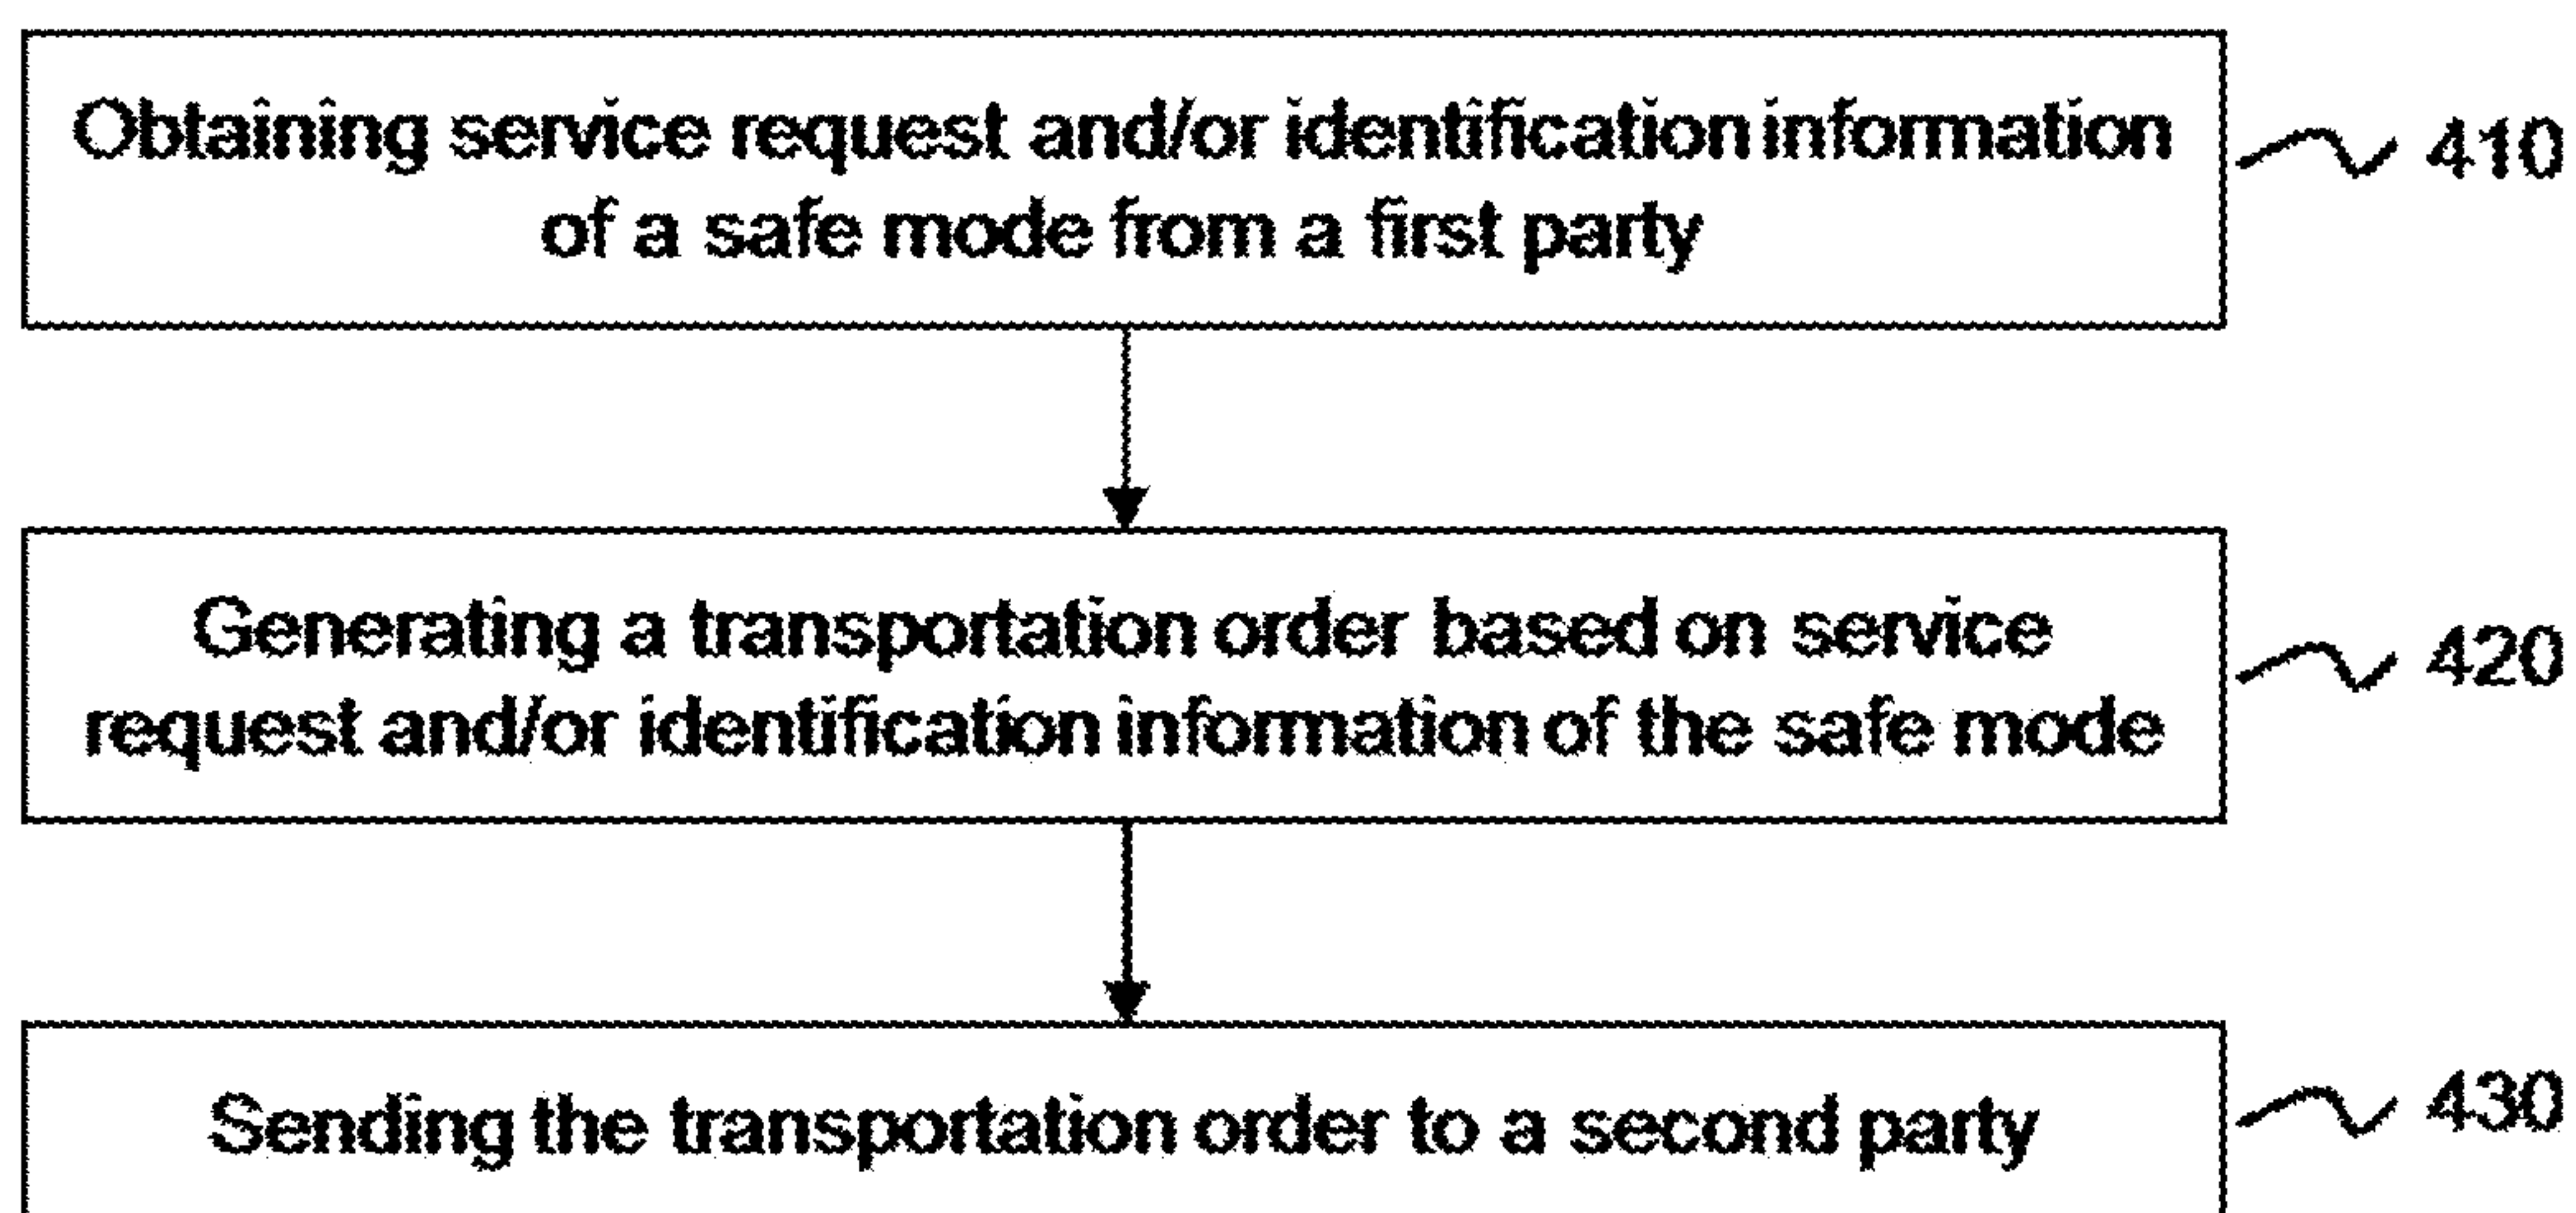 Obtaining service request and/or identification information
of a safe mode from a first party
410
Generating a transportation order based on service
request and/or identification information of the safe mode
420
Sending the transportation order to a second party
430